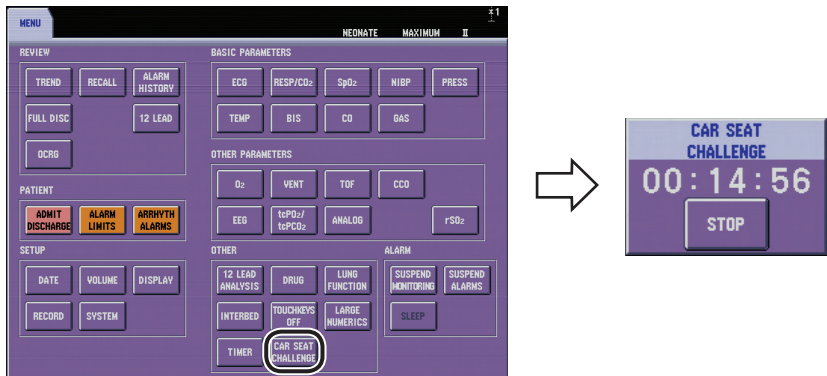 *1
MENU
NEONATE MAXIMUM II
REVIEW
TREND
RECALL
ALARM
HISTORY
FULL DISC
12 LEAD
OCRG
PATIENT
ADMIT
DISCHARGE
ALARM
LIMITS
ARRHYTH
ALARMS
SETUP
DATE
VOLUME
DISPLAY
RECORD
SYSTEM
BASIC PARAMETERS
ECG
RESP/CO₂
SpO₂
NIBP
PRESS
TEMP
BIS
CO
GAS
OTHER PARAMETERS
O₂
VENT
TOF
CCO
EEG
tcPO₂/
tcPCO₂
ANALOG
rSO₂
OTHER
12 LEAD
ANALYSIS
DRUG
LUNG
FUNCTION
INTERBED
TOUCHKEYS
OFF
LARGE
NUMERICS
TIMER
CAR SEAT
CHALLENGE
ALARM
SUSPEND
MONITORING
SUSPEND
ALARMS
SLEEP
CAR SEAT
CHALLENGE
00:14:56
STOP